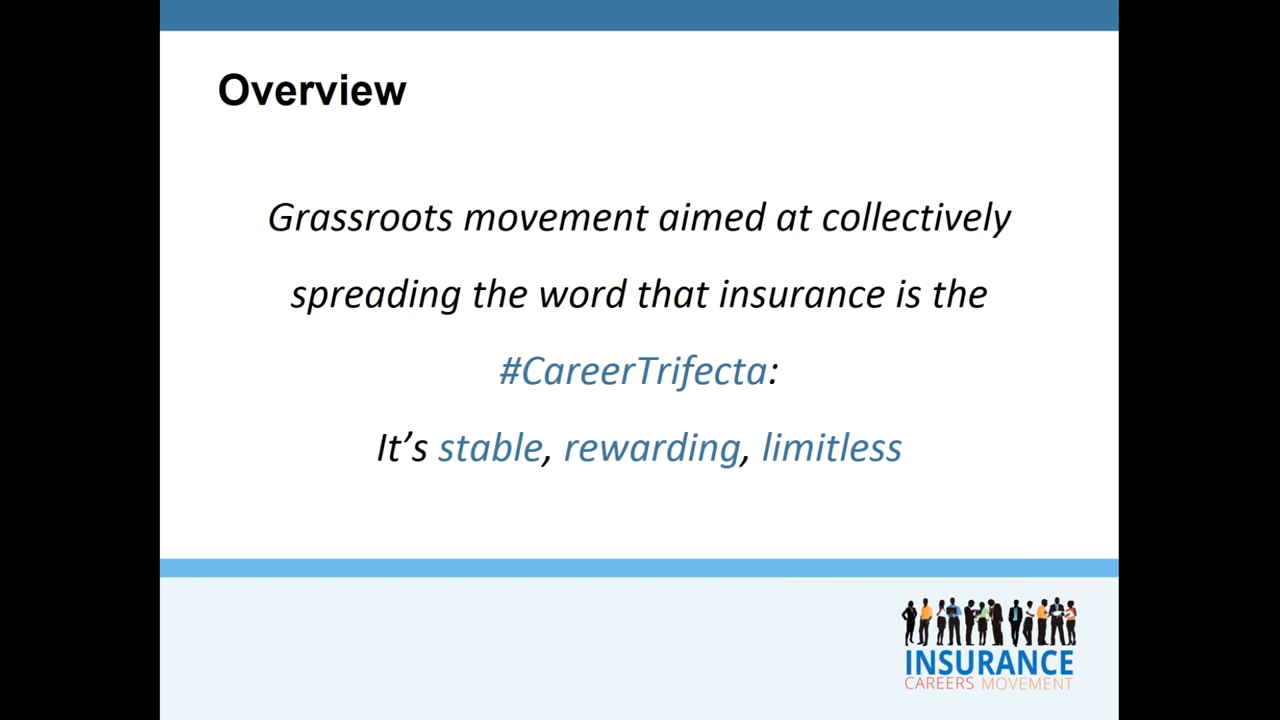 Overview
Grassroots movement aimed at collectively
spreading the word that insurance is the
#CareerTrifecta:
It’s stable, rewarding, limitless
INSURANCE
CAREERS MOVEMENT